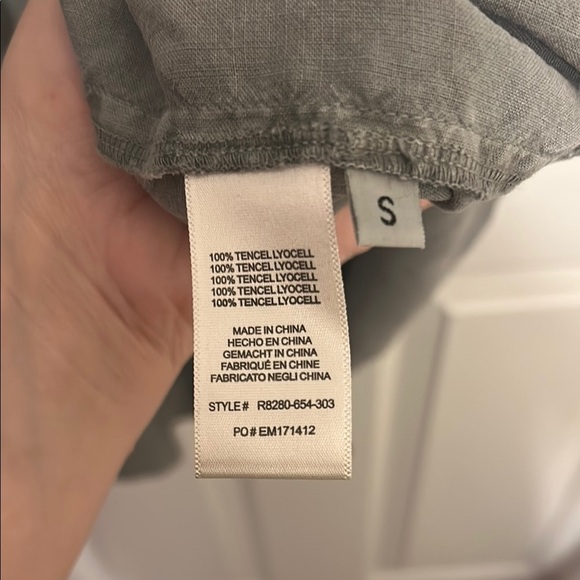 S
100% TENCEL LYOCELL
100% TENCEL LYOCELL
100% TENCEL LYOCELL
100% TENCEL LYOCELL
100% TENCEL LYOCELL
MADE IN CHINA
HECHO EN CHINA
GEMACHT IN CHINA
FABRIQUÉ EN CHINE
FABRICATO NEGLI CHINA
STYLE# R8280-654-303
PO#EM171412